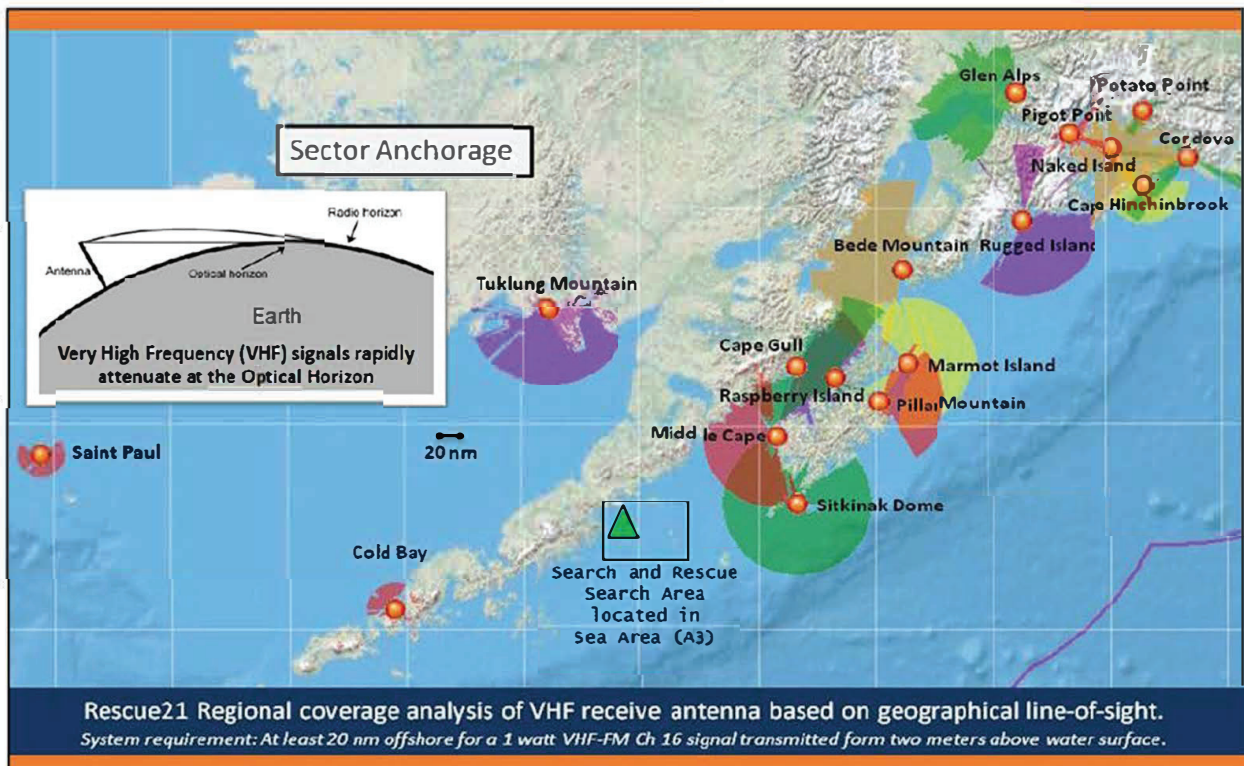 Glen Alps
Potato Point
Pigot Point
Sector Anchorage
Cordova
Naked Island
Cape Hinchinbrook
Radio horizon
Bede Mountain
Rugged Island
Optical horizon
Antenna
Tuklung Mountain
Earth
Very High Frequency (VHF) signals rapidly
attenuate at the Optical Horizon
Cape Gull
Marmot Island
Raspberry Island
Pillar Mountain
Middle Cape
20 nm
Saint Paul
Sitkinak Dome
Cold Bay
Search and Rescue
Search Area
located in
Sea Area (A3)
Rescue21 Regional coverage analysis of VHF receive antenna based on geographical line-of-sight.
System requirement: At least 20 nm offshore for a 1 watt VHF-FM Ch 16 signal transmitted form two meters above water surface.